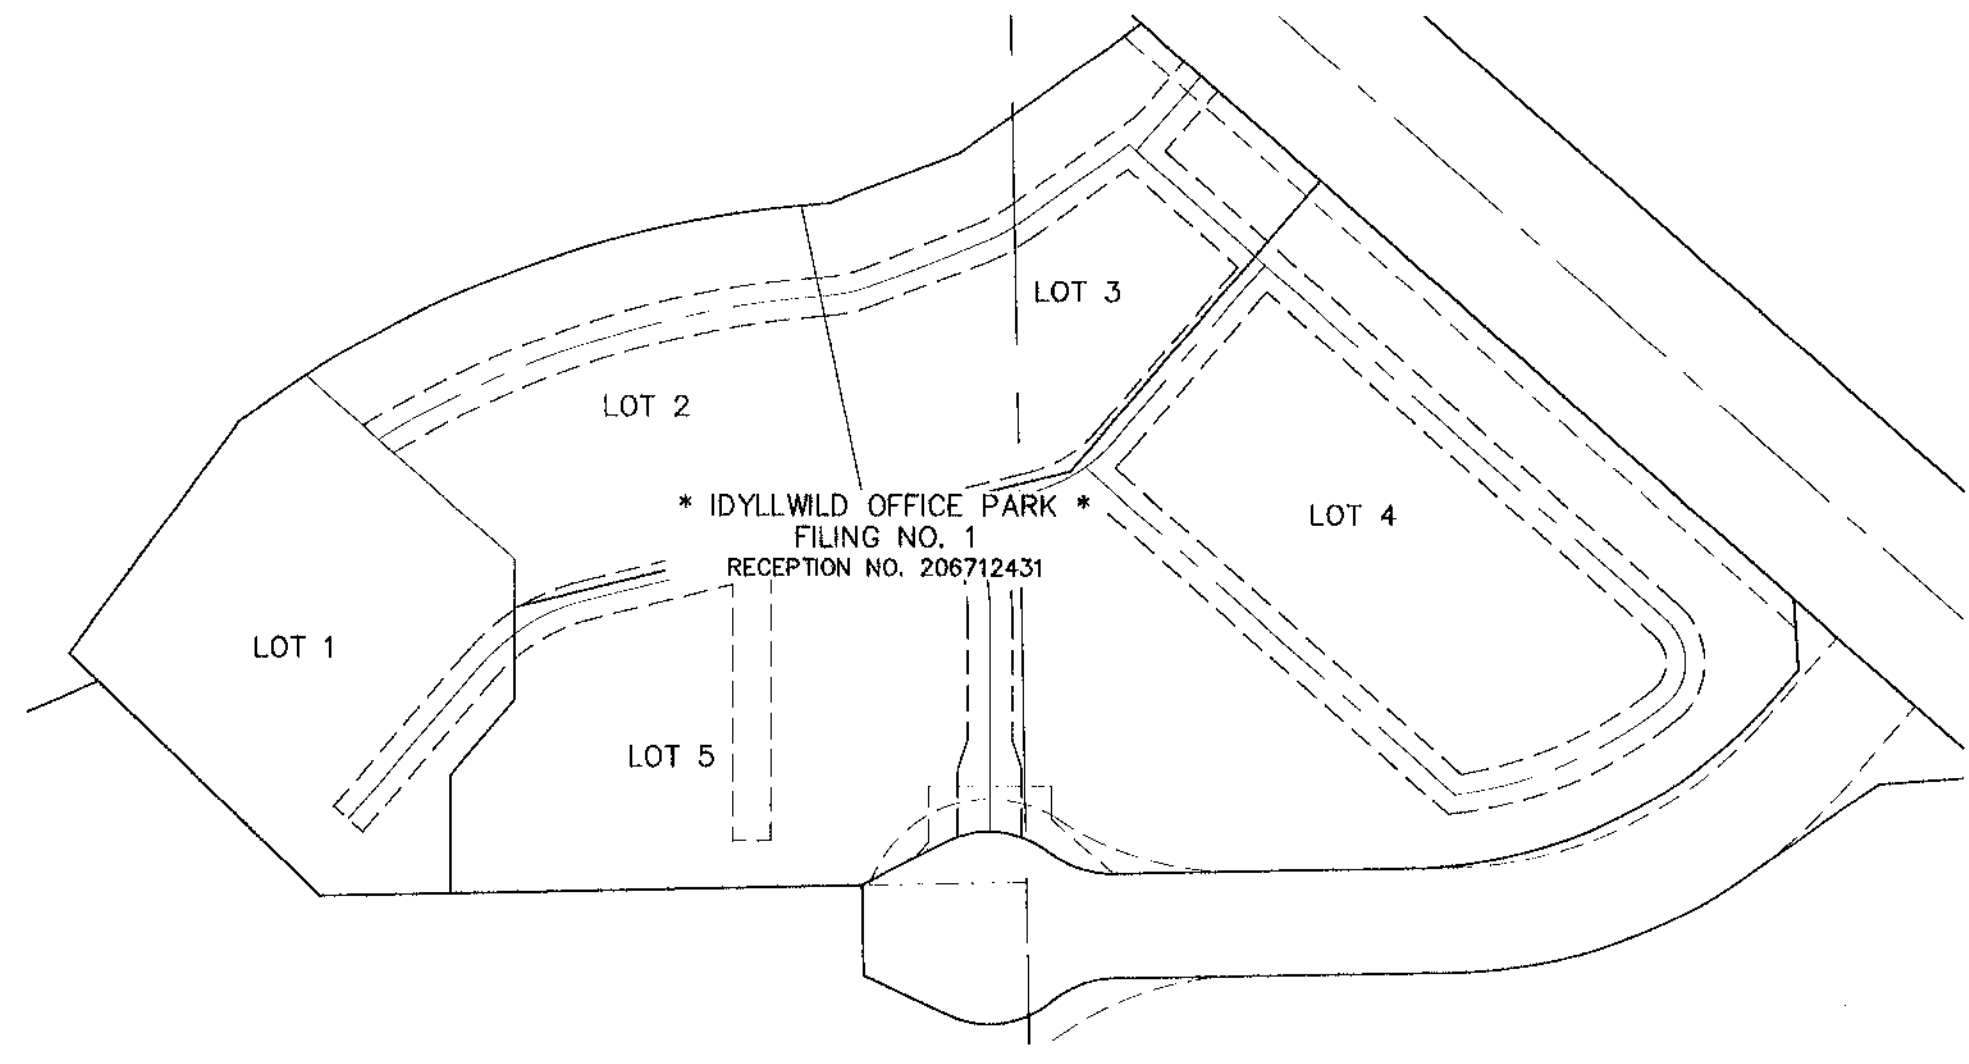 LOT 3
LOT 2
* IDYLLWILD OFFICE PARK *
FILING NO. 1
RECEPTION NO. 206712431
LOT 4
LOT 1
LOT 5